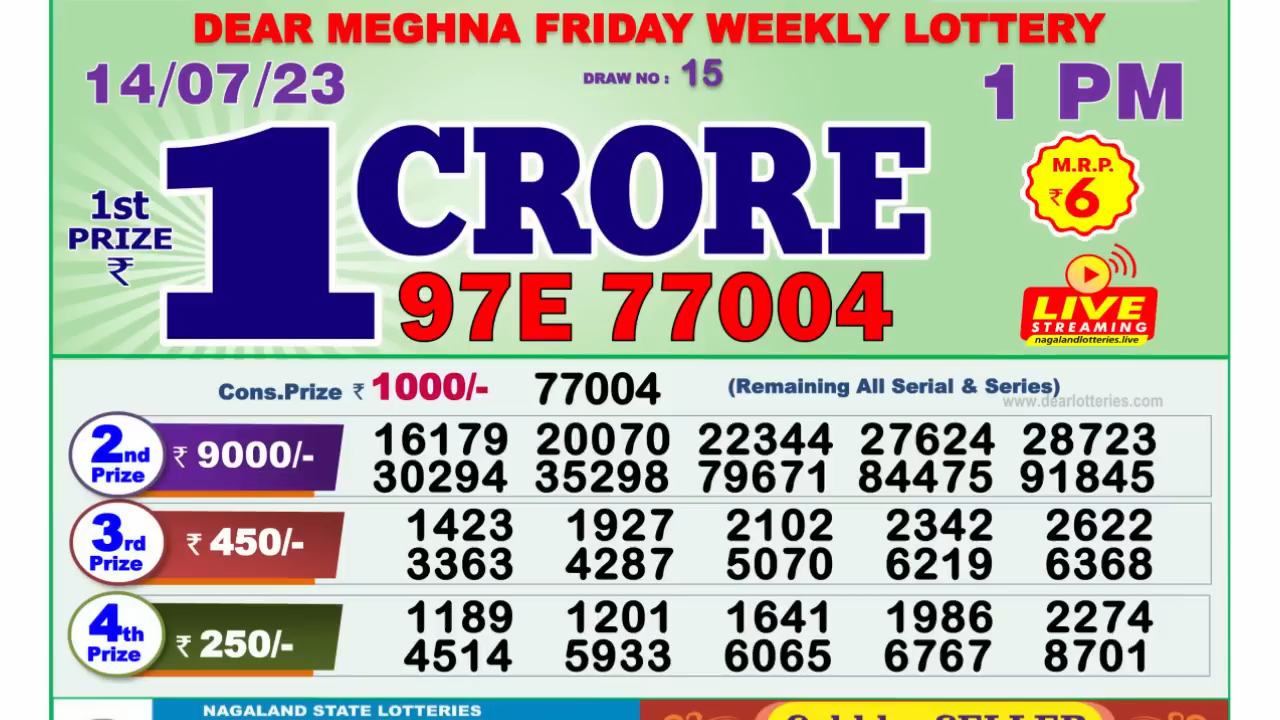 DEAR MEGHNA FRIDAY WEEKLY LOTTERY
14/07/23
DRAW NO : 15
1 PM
1st
PRIZE
₹
1 CRORE
97E 77004
M.R.P.
₹6
LIVE
STREAMING
nagalandlotteries.live
Cons.Prize ₹ 1000/- 77004 (Remaining All Serial & Series)
www.dearlotteries.com
2nd Prize ₹ 9000/-
16179 20070 22344 27624 28723
30294 35298 79671 84475 91845
3rd Prize ₹ 450/-
1423 1927 2102 2342 2622
3363 4287 5070 6219 6368
4th Prize ₹ 250/-
1189 1201 1641 1986 2274
4514 5933 6065 6767 8701
NAGALAND STATE LOTTERIES